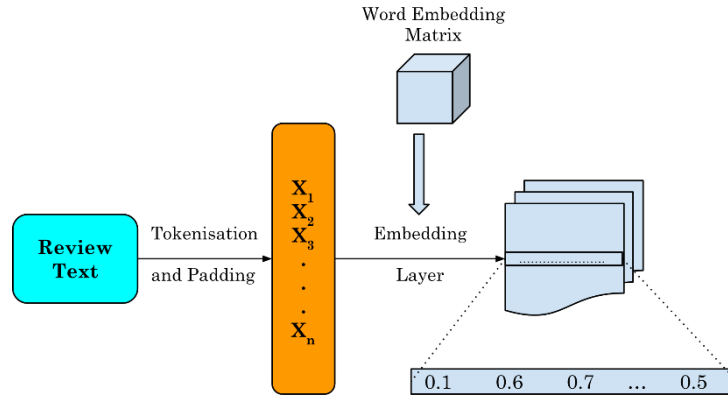 Word Embedding
Matrix
Review
Text
Tokenisation
and Padding
X1
X2
X3
.
.
.
Xn
Embedding
Layer
........................
0.1 0.6 0.7 ... 0.5